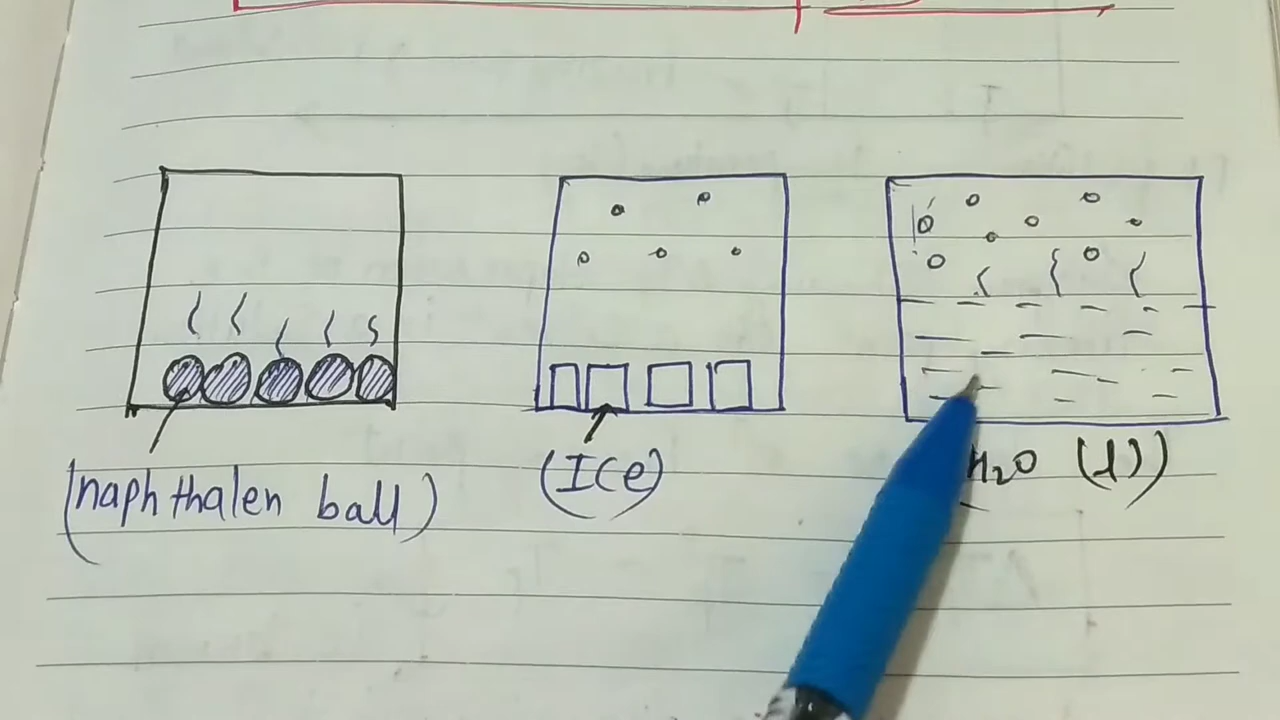 (naphthalen ball)
(Ice)
H₂O (l))